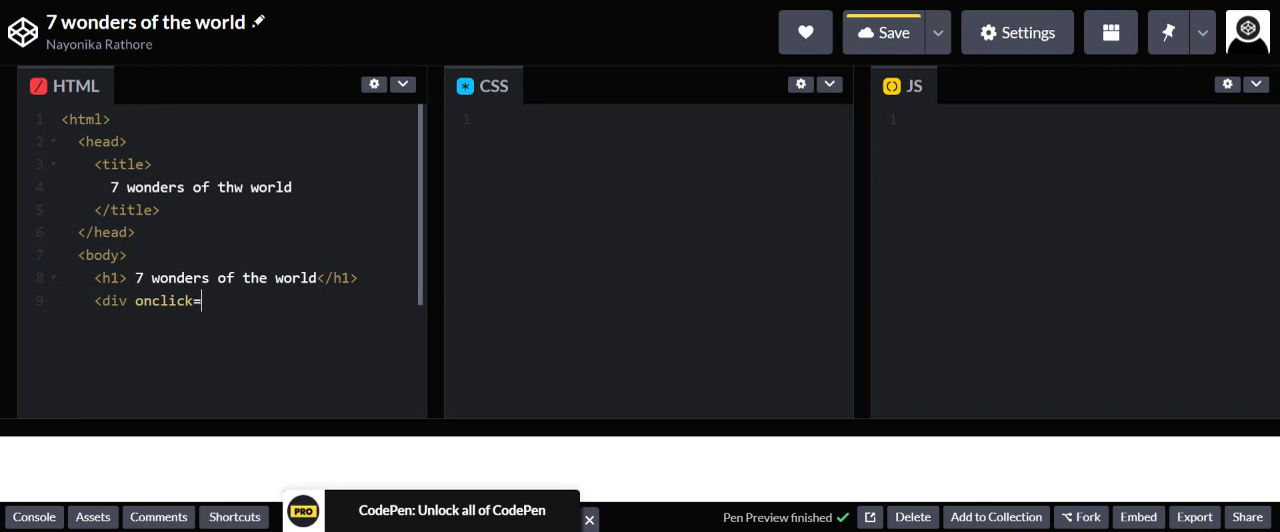 7 wonders of the world
Nayonika Rathore
Save
Settings
HTML
CSS
JS
1 <html>
2 <head>
3 <title>
4 7 wonders of thw world
5 </title>
6 </head>
7 <body>
8 <h1> 7 wonders of the world</h1>
9 <div onclick=
1
1
PRO
CodePen: Unlock all of CodePen
Console
Assets
Comments
Shortcuts
Pen Preview finished
Delete
Add to Collection
Fork
Embed
Export
Share